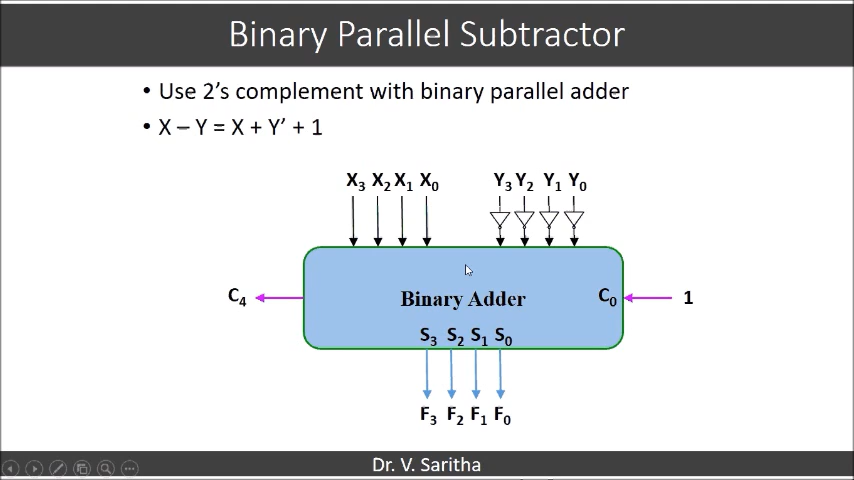 Binary Parallel Subtractor
• Use 2's complement with binary parallel adder
• X – Y = X + Y' + 1
X₃ X₂ X₁ X₀ Y₃ Y₂ Y₁ Y₀
C₄ Binary Adder C₀ 1
S₃ S₂ S₁ S₀
F₃ F₂ F₁ F₀
Dr. V. Saritha